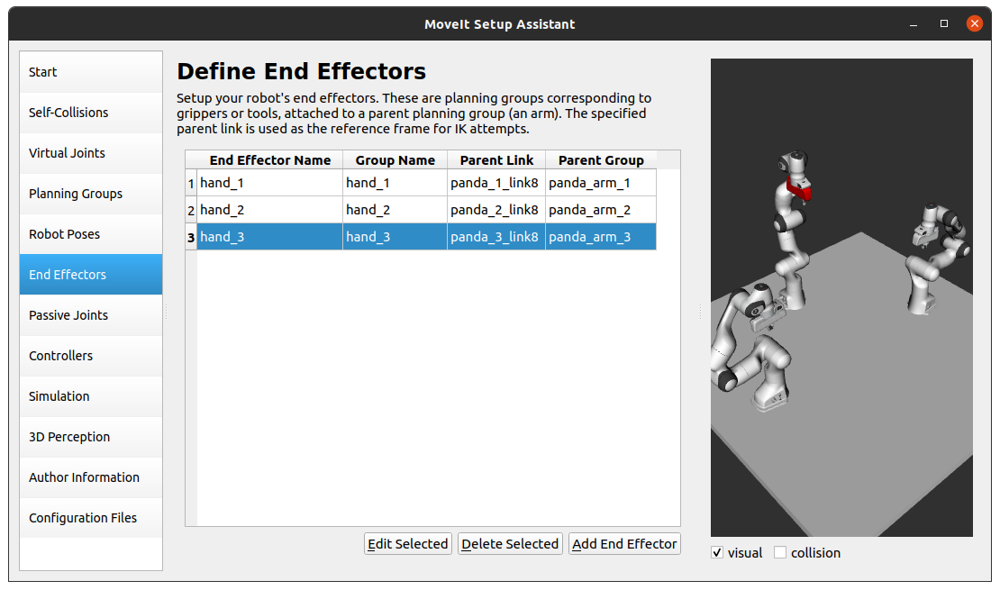 MoveIt Setup Assistant
Start
Self-Collisions
Virtual Joints
Planning Groups
Robot Poses
End Effectors
Passive Joints
Controllers
Simulation
3D Perception
Author Information
Configuration Files
Define End Effectors
Setup your robot's end effectors. These are planning groups corresponding to
grippers or tools, attached to a parent planning group (an arm). The specified
parent link is used as the reference frame for IK attempts.
End Effector Name Group Name Parent Link Parent Group
1 hand_1 hand_1 panda_1_link8 panda_arm_1
2 hand_2 hand_2 panda_2_link8 panda_arm_2
3 hand_3 hand_3 panda_3_link8 panda_arm_3
Edit Selected Delete Selected Add End Effector
visual collision